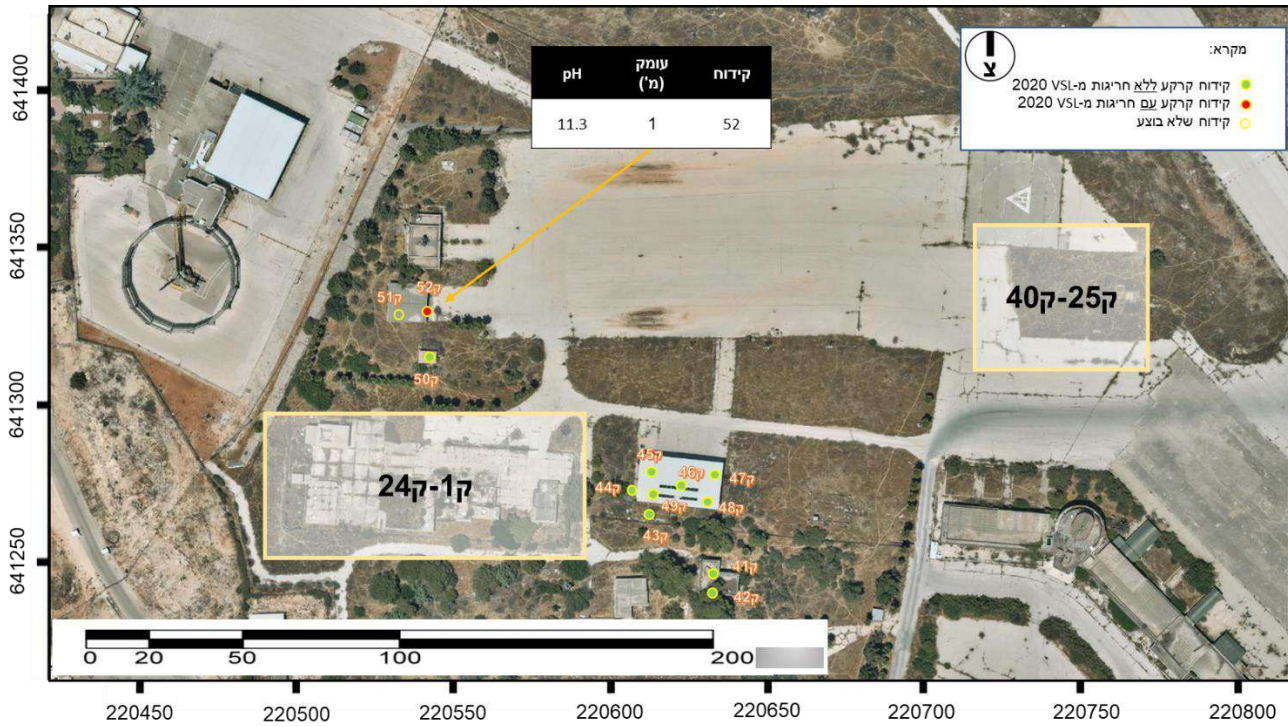 מקרא:
קידוח קרקע ללא חריגות מ-VSL 2020
קידוח קרקע עם חריגות מ-VSL 2020
קידוח שלא בוצע
צ
קידוח עומק (מ') pH
52 1 11.3
641400
641350
641300
641250
ק52
ק51
ק50
ק25-ק40
ק1-ק24
ק45
ק46
ק47
ק44
ק49
ק48
ק43
ק41
ק42
0 20 50 100 200
220450 220500 220550 220600 220650 220700 220750 220800